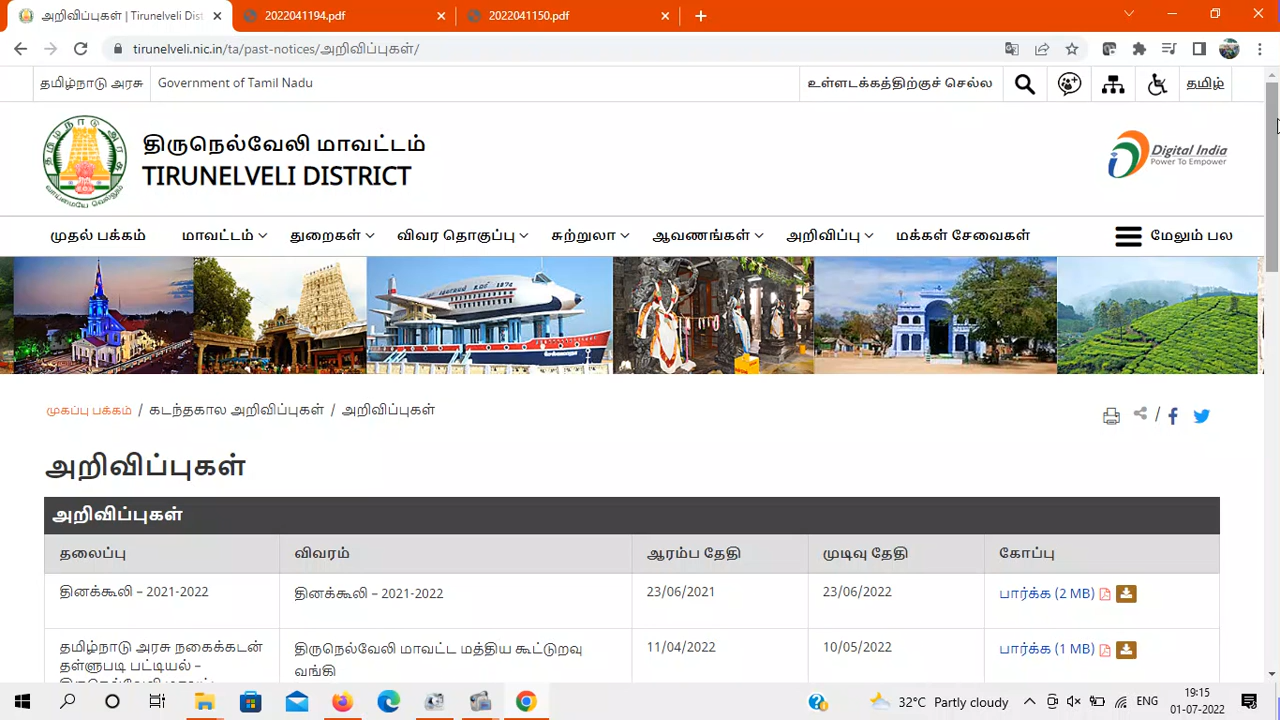 அறிவிப்புகள் | Tirunelveli Dist
2022041194.pdf
2022041150.pdf
tirunelveli.nic.in/ta/past-notices/அறிவிப்புகள்/
தமிழ்நாடு அரசு
Government of Tamil Nadu
உள்ளடக்கத்திற்குச் செல்ல
தமிழ்
திருநெல்வேலி மாவட்டம்
TIRUNELVELI DISTRICT
Digital India
Power To Empower
முதல் பக்கம் மாவட்டம் துறைகள் விவர தொகுப்பு சுற்றுலா ஆவணங்கள் அறிவிப்பு மக்கள் சேவைகள் மேலும் பல
முகப்பு பக்கம் / கடந்தகால அறிவிப்புகள் / அறிவிப்புகள்
/
அறிவிப்புகள்
அறிவிப்புகள்
தலைப்பு விவரம் ஆரம்ப தேதி முடிவு தேதி கோப்பு
தினக்கூலி – 2021-2022 தினக்கூலி – 2021-2022 23/06/2021 23/06/2022 பார்க்க (2 MB)
தமிழ்நாடு அரசு நகைக்கடன் திருநெல்வேலி மாவட்ட மத்திய கூட்டுறவு 11/04/2022 10/05/2022 பார்க்க (1 MB)
தள்ளுபடி பட்டியல் – வங்கி
32°C Partly cloudy
ENG
19:15
01-07-2022